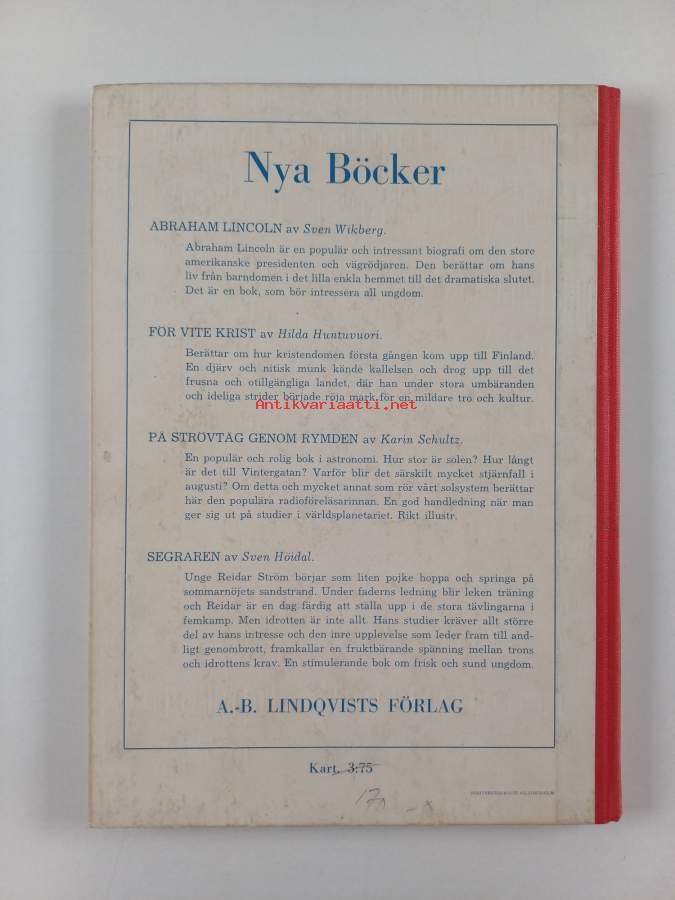 Nya Böcker
ABRAHAM LINCOLN av Sven Wikberg.
Abraham Lincoln är en populär och intressant biografi om den store
amerikanske presidenten och vägrödjaren. Den berättar om hans
liv från barndomen i det lilla enkla hemmet till det dramatiska slutet.
Det är en bok, som bör intressera all ungdom.
FÖR VITE KRIST av Hilda Huntuvuori.
Berättar om hur kristendomen första gången kom upp till Finland.
En djärv och nitisk munk kände kallelsen och drog upp till det
frusna och otillgängliga landet, där han under stora umbäranden
och ideliga strider började röja mark för en mildare tro och kultur.
Antikvariaatti.net
PÅ STRÖVTÅG GENOM RYMDEN av Karin Schultz.
En populär och rolig bok i astronomi. Hur stor är solen? Hur långt
är det till Vintergatan? Varför blir det särskilt mycket stjärnfall i
augusti? Om detta och mycket annat som rör vårt solsystem berättar
här den populära radioföreläsarinnan. En god handledning när man
ger sig ut på studier i världsplanetariet. Rikt illustr.
SEGRAREN av Sven Höidal.
Unge Reidar Ström börjar som liten pojke hoppa och springa på
sommarnöjets sandstrand. Under faderns ledning blir leken träning
och Reidar är en dag färdig att ställa upp i de stora tävlingarna i
femkamp. Men idrotten är inte allt. Hans studier kräver allt större
del av hans intresse och den inre upplevelse som leder fram till and-
ligt genombrott, framkallar en fruktbärande spänning mellan trons
och idrottens krav. En stimulerande bok om frisk och sund ungdom.
A.-B. LINDQVISTS FÖRLAG
Kart. 3:75
170